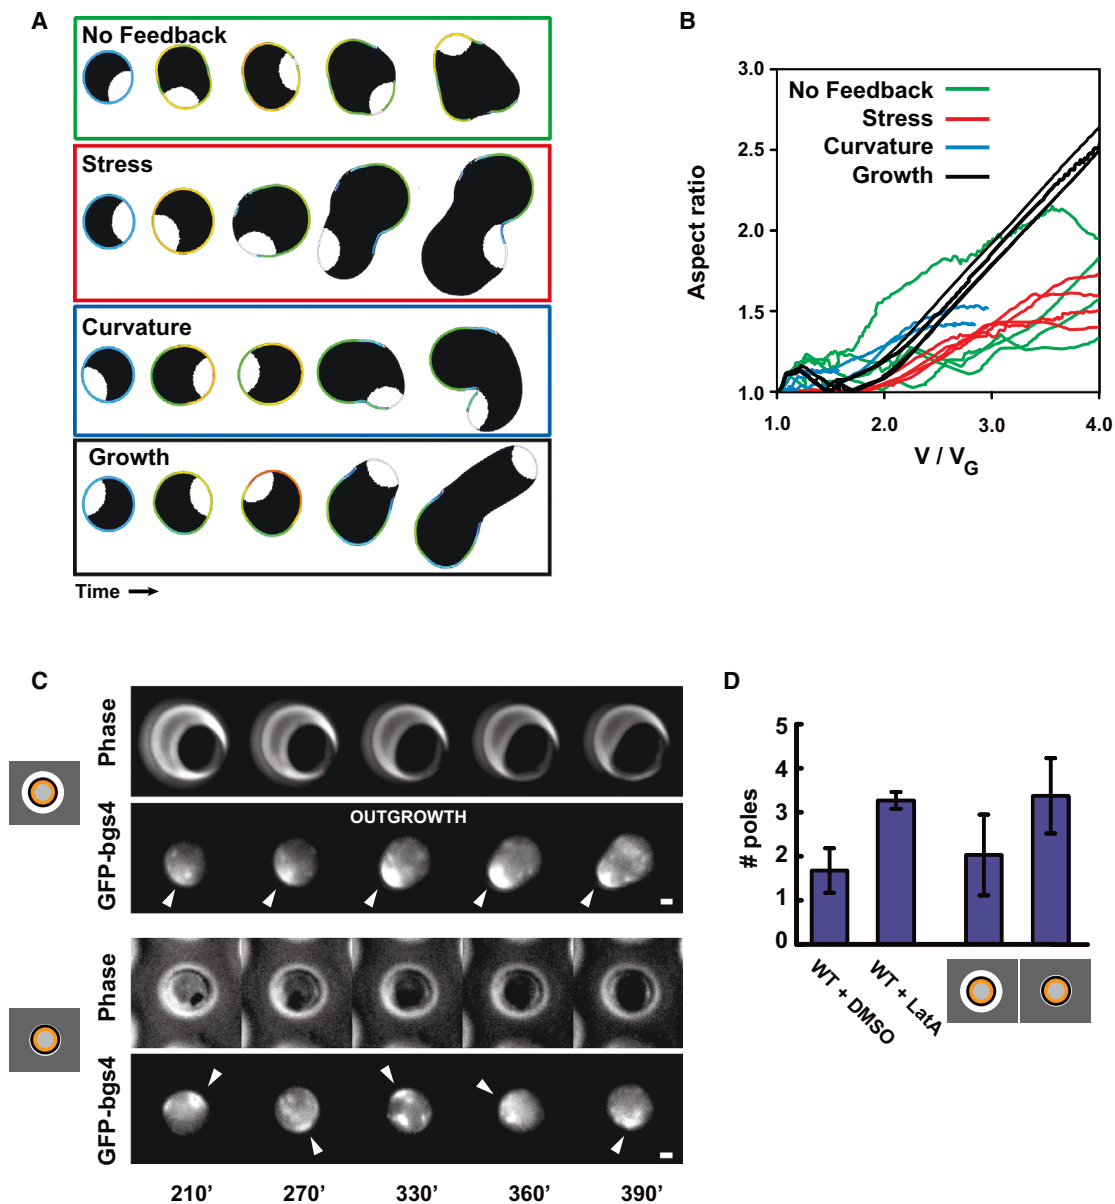 A
No Feedback
Stress
Curvature
Growth
Time
B
3.0
2.5
2.0
1.5
1.0
Aspect ratio
No Feedback
Stress
Curvature
Growth
1.0
2.0
3.0
4.0
V / VG
C
Phase
GFP-bgs4
OUTGROWTH
Phase
GFP-bgs4
210’
270’
330’
360’
390’
D
# poles
5
4
3
2
1
0
WT + DMSO
WT + LatA